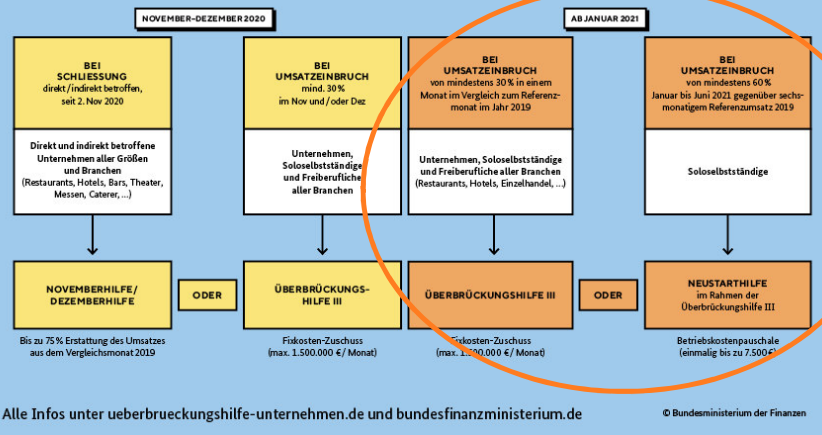 NOVEMBER–DEZEMBER 2020
AB JANUAR 2021
BEI
SCHLIESSUNG
direkt/indirekt betroffen,
seit 2. Nov 2020
Direkt und indirekt betroffene
Unternehmen aller Größen
und Branchen
(Restaurants, Hotels, Bars, Theater,
Messen, Caterer, ...)
NOVEMBERHILFE/
DEZEMBERHILFE
Bis zu 75% Erstattung des Umsatzes
aus dem Vergleichsmonat 2019
ODER
BEI
UMSATZEINBRUCH
mind. 30%
im Nov und/oder Dez
Unternehmen,
Soloselbstständige
und Freiberufliche
aller Branchen
ÜBERBRÜCKUNGS-
HILFE III
Fixkosten-Zuschuss
(max. 1.500.000 €/ Monat)
BEI
UMSATZEINBRUCH
von mindestens 30% in einem
Monat im Vergleich zum Referenz-
monat im Jahr 2019
Unternehmen, Soloselbstständige
und Freiberufliche aller Branchen
(Restaurants, Hotels, Einzelhandel, ...)
ÜBERBRÜCKUNGSHILFE III
Fixkosten-Zuschuss
(max. 1.500.000 €/ Monat)
ODER
BEI
UMSATZEINBRUCH
von mindestens 60%
Januar bis Juni 2021 gegenüber sechs-
monatigem Referenzumsatz 2019
Soloselbstständige
NEUSTARTHILFE
im Rahmen der
Überbrückungshilfe III
Betriebskostenpauschale
(einmalig bis zu 7.500€)
Alle Infos unter ueberbrueckungshilfe-unternehmen.de und bundesfinanzministerium.de
© Bundesministerium der Finanzen